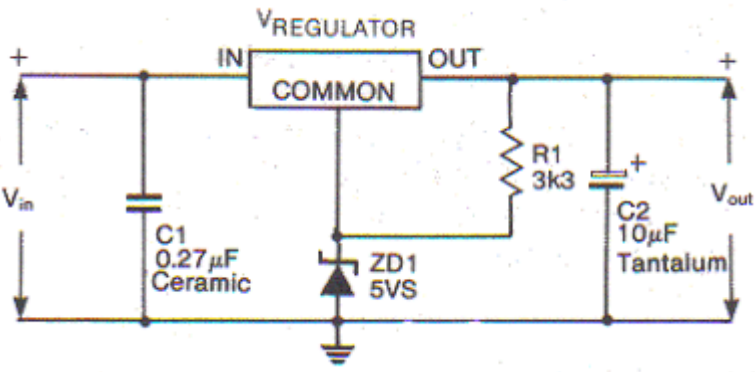 VREGULATOR
IN
OUT
+
+
COMMON
R1
3k3
+
Vin
Vout
C1
0.27µF
Ceramic
ZD1
5VS
C2
10µF
Tantalum